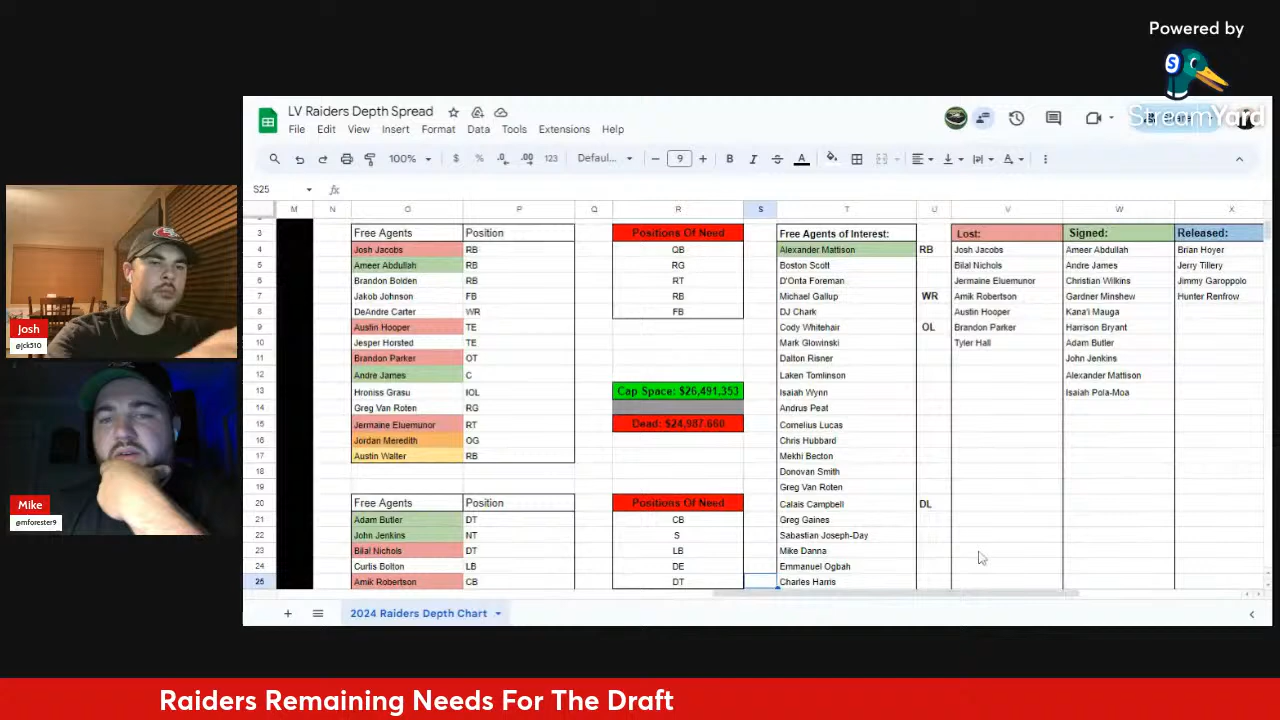 Powered by
S
StreamYard
LV Raiders Depth Spread
File Edit View Insert Format Data Tools Extensions Help
100% $ % .0 .00 123 Defaul... 9 B I A
S25 fx
M N O P Q R S T U V W X
3 Free Agents Position Positions Of Need Free Agents of Interest: Lost: Signed: Released:
4 Josh Jacobs RB QB Alexander Mattison RB Josh Jacobs Ameer Abdullah Brian Hoyer
5 Ameer Abdullah RB RG Boston Scott Bilal Nichols Andre James Jerry Tillery
6 Brandon Bolden RB RT D'Onta Foreman Jermaine Eluemunor Christian Wilkins Jimmy Garoppolo
7 Jakob Johnson FB RB Michael Gallup WR Amik Robertson Gardner Minshew Hunter Renfrow
8 DeAndre Carter WR FB DJ Chark Austin Hooper Kana'i Mauga
9 Austin Hooper TE Cody Whitehair OL Brandon Parker Harrison Bryant
10 Jesper Horsted TE Mark Glowinski Tyler Hall Adam Butler
11 Brandon Parker OT Dalton Risner John Jenkins
12 Andre James C Laken Tomlinson Alexander Mattison
13 Hroniss Grasu IOL Cap Space: $26,491,353 Isaiah Wynn Isaiah Pola-Moa
14 Greg Van Roten RG Andrus Peat
15 Jermaine Eluemunor RT Dead: $24,987,660 Cornelius Lucas
16 Jordan Meredith OG Chris Hubbard
17 Austin Walter RB Mekhi Becton
18 Donovan Smith
19 Greg Van Roten
20 Free Agents Position Positions Of Need Calais Campbell DL
21 Adam Butler DT CB Greg Gaines
22 John Jenkins NT S Sabastian Joseph-Day
23 Bilal Nichols DT LB Mike Danna
24 Curtis Bolton LB DE Emmanuel Ogbah
25 Amik Robertson CB DT Charles Harris
2024 Raiders Depth Chart
Josh
@jck510
Mike
@mforester9
Raiders Remaining Needs For The Draft